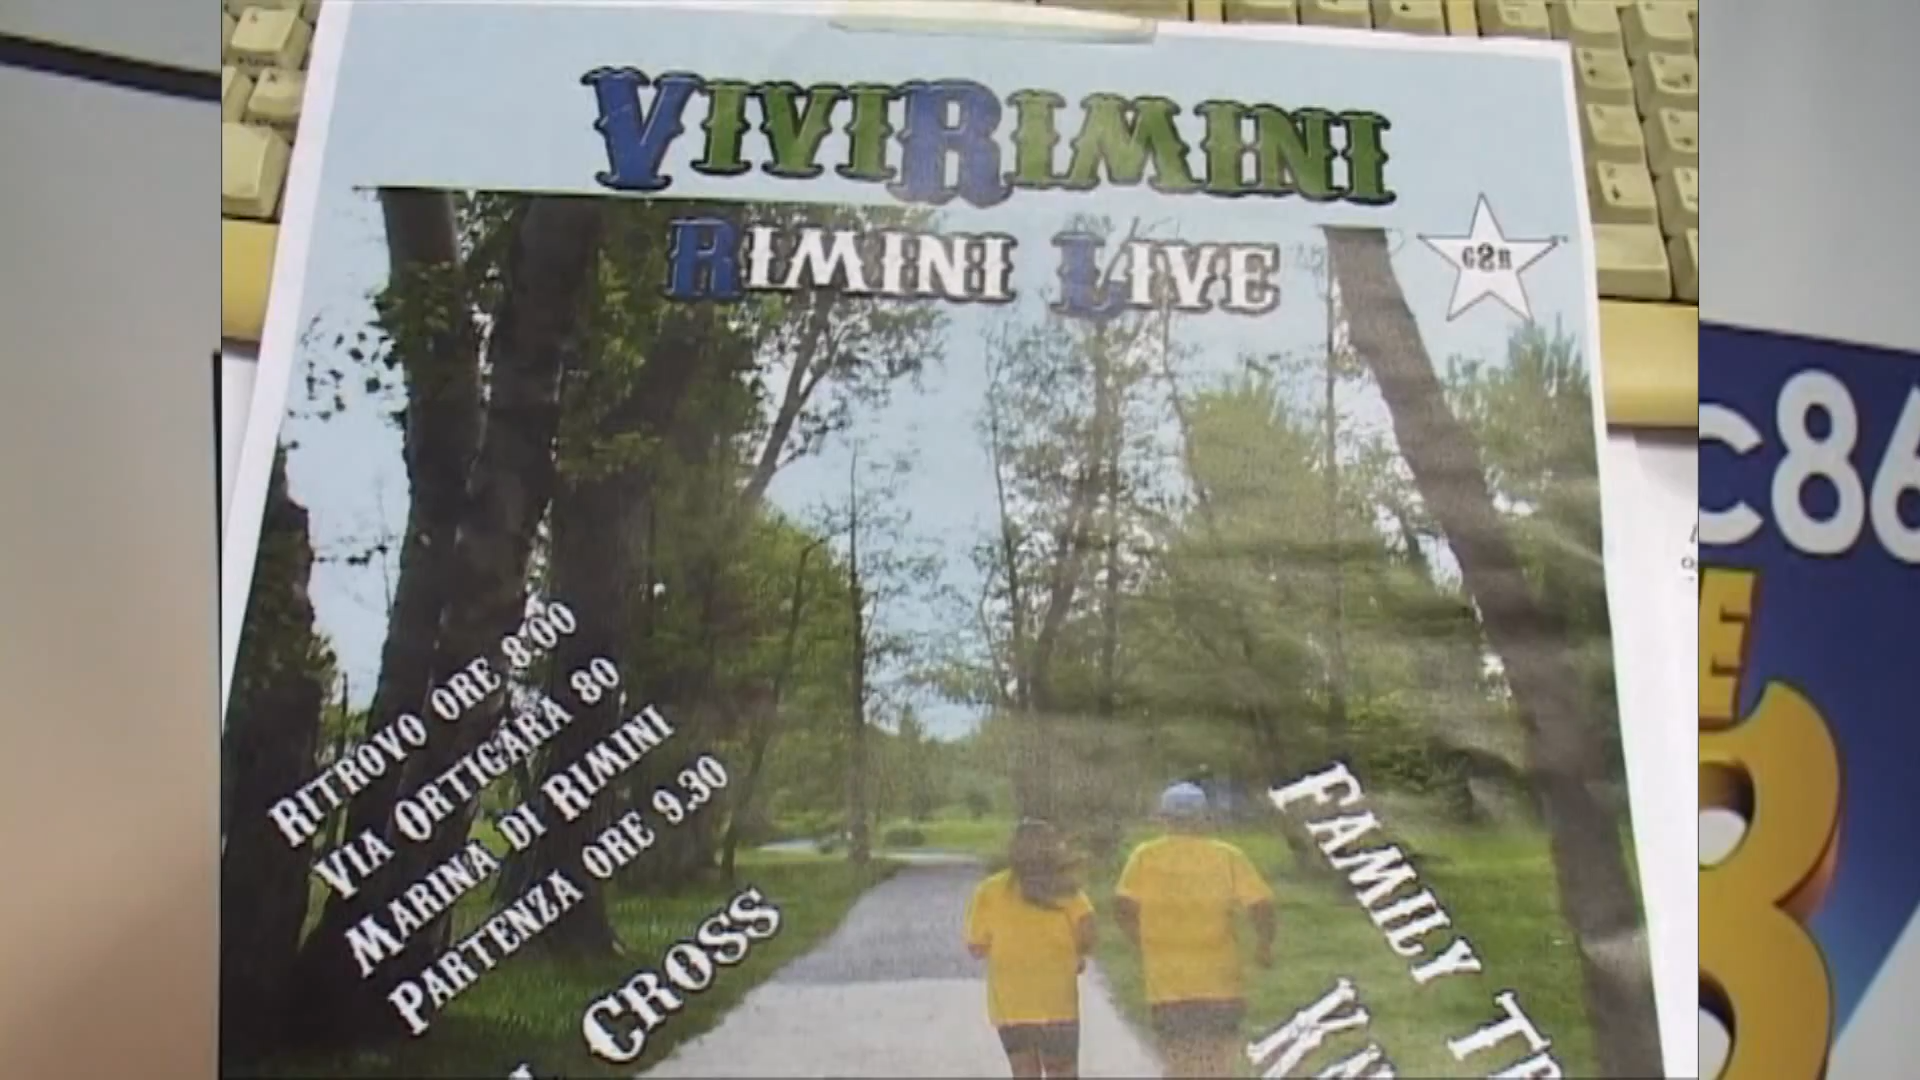 ViviRimini
Rimini Live
G2R
Ritrovo ore 8:00
Via Ortigara 80
Marina di Rimini
Partenza ore 9.30
Cross
Family
C86